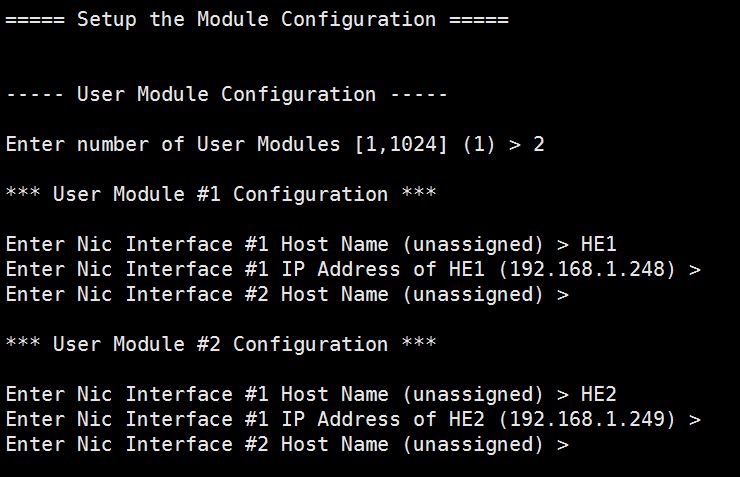 ===== Setup the Module Configuration =====
----- User Module Configuration -----
Enter number of User Modules [1,1024] (1) > 2
*** User Module #1 Configuration ***
Enter Nic Interface #1 Host Name (unassigned) > HE1
Enter Nic Interface #1 IP Address of HE1 (192.168.1.248) >
Enter Nic Interface #2 Host Name (unassigned) >
*** User Module #2 Configuration ***
Enter Nic Interface #1 Host Name (unassigned) > HE2
Enter Nic Interface #1 IP Address of HE2 (192.168.1.249) >
Enter Nic Interface #2 Host Name (unassigned) >